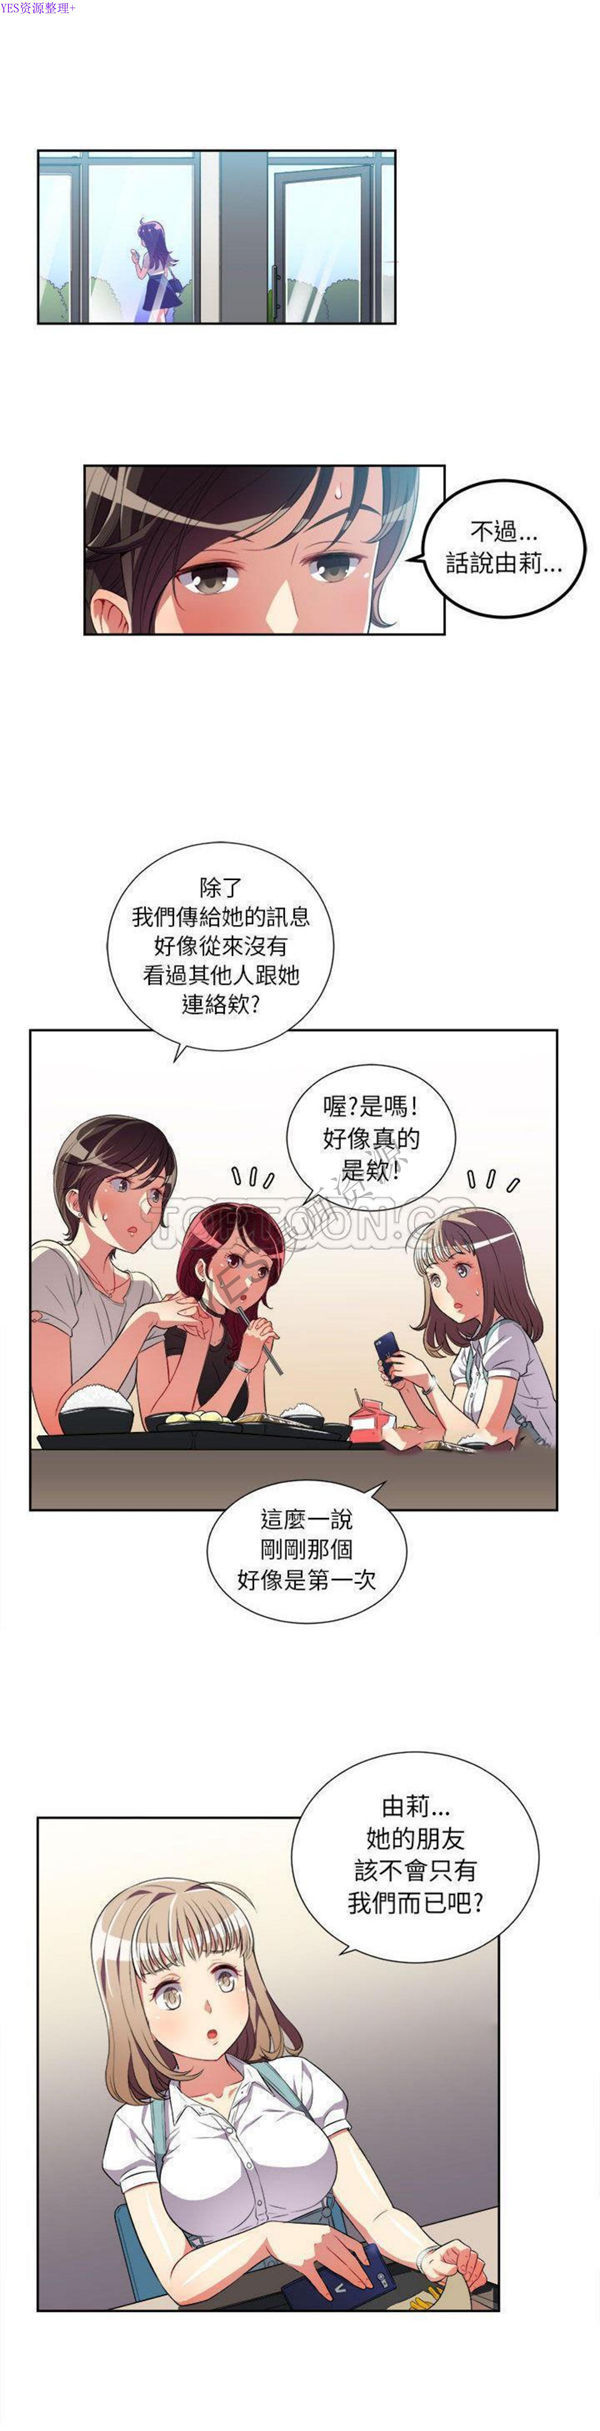 YES资源整理+
不過...
話說由莉...
除了
我們傳給她的訊息
好像從來沒有
看過其他人跟她
連絡欸?
喔?是嗎!
好像真的
是欸!
TOPTOON.CO
這麼一說
剛剛那個
好像是第一次
由莉...
她的朋友
該不會只有
我們而已吧?